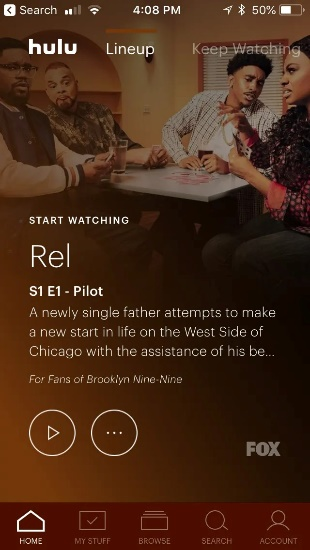 Search 4:08 PM 50%
hulu Lineup Keep Watching
START WATCHING
Rel
S1 E1 - Pilot
A newly single father attempts to make
a new start in life on the West Side of
Chicago with the assistance of his be...
For Fans of Brooklyn Nine-Nine
FOX
HOME MY STUFF BROWSE SEARCH ACCOUNT